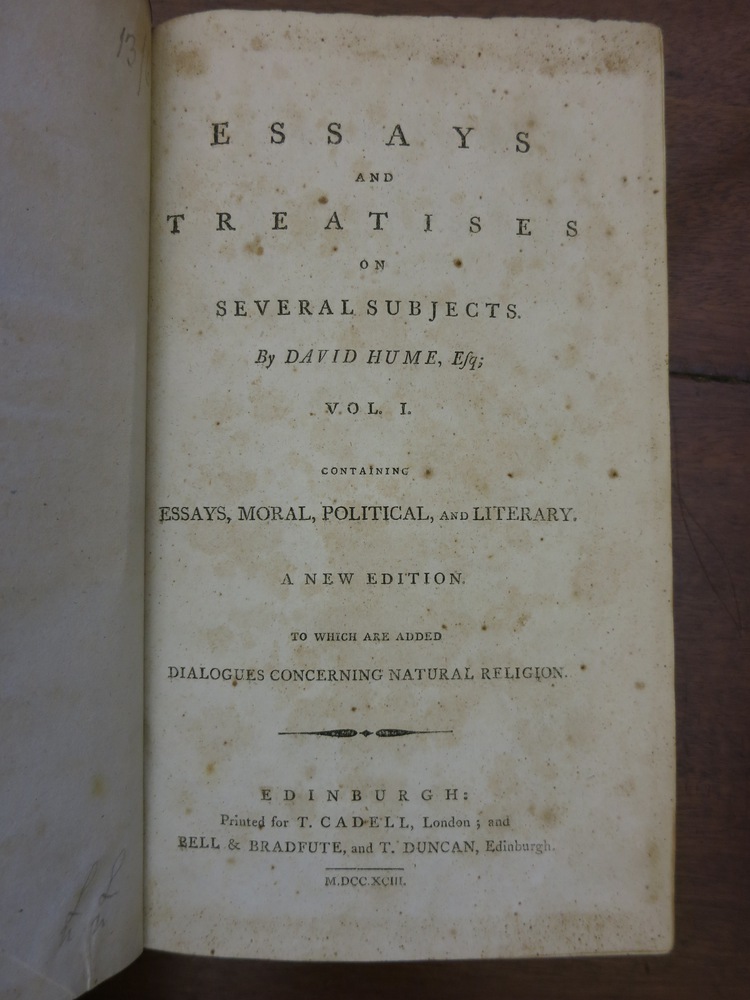 13/
E S S A Y S
AND
T R E A T I S E S
ON
SEVERAL SUBJECTS.
By DAVID HUME, Eſq;
VOL. I.
CONTAINING
ESSAYS, MORAL, POLITICAL, AND LITERARY.
A NEW EDITION.
TO WHICH ARE ADDED
DIALOGUES CONCERNING NATURAL RELIGION.
EDINBURGH:
Printed for T. CADELL, London; and
BELL & BRADFUTE, and T. DUNCAN, Edinburgh.
M.DCC.XCIII.